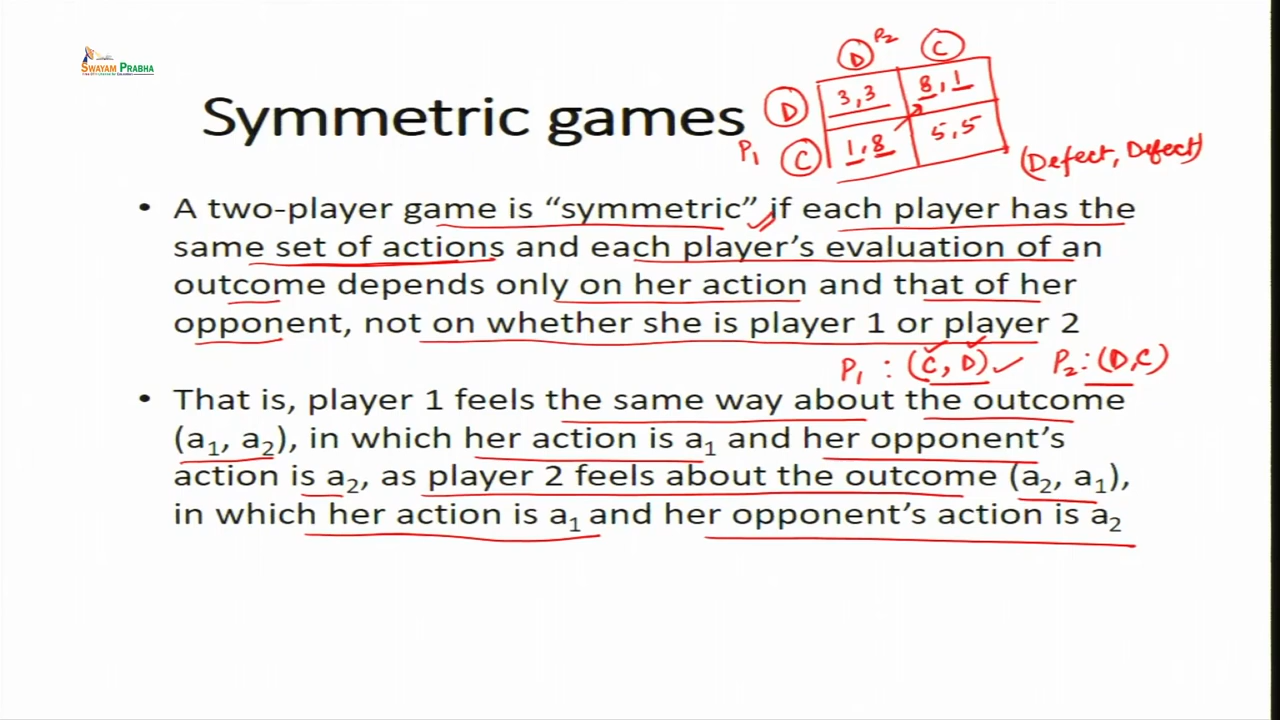 SWAYAM PRABHA
Symmetric games
P2
D C
D 3,3 8,1
P1 C 1,8 5,5
(Defect, Defect)
• A two-player game is “symmetric” if each player has the
same set of actions and each player’s evaluation of an
outcome depends only on her action and that of her
opponent, not on whether she is player 1 or player 2
P1 : (C, D) ✓ P2 : (D,C)
• That is, player 1 feels the same way about the outcome
(a1, a2), in which her action is a1 and her opponent’s
action is a2, as player 2 feels about the outcome (a2, a1),
in which her action is a1 and her opponent’s action is a2